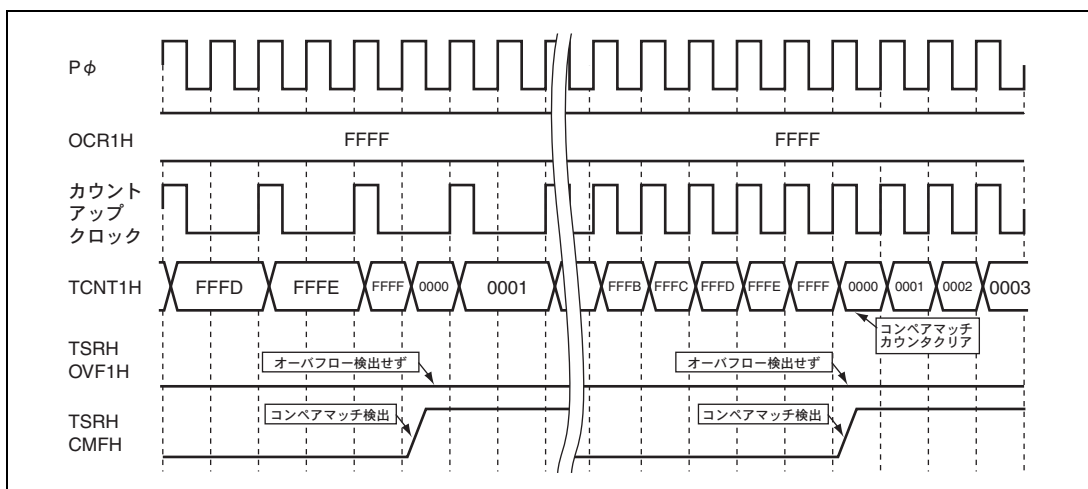 Pφ
OCR1H
FFFF
FFFF
カウント
アップ
クロック
TCNT1H
FFFD
FFFE
FFFF
0000
0001
FFFB
FFFC
FFFD
FFFE
FFFF
0000
0001
0002
0003
コンペアマッチ
カウンタクリア
TSRH
OVF1H
オーバフロー検出せず
オーバフロー検出せず
TSRH
CMFH
コンペアマッチ検出
コンペアマッチ検出